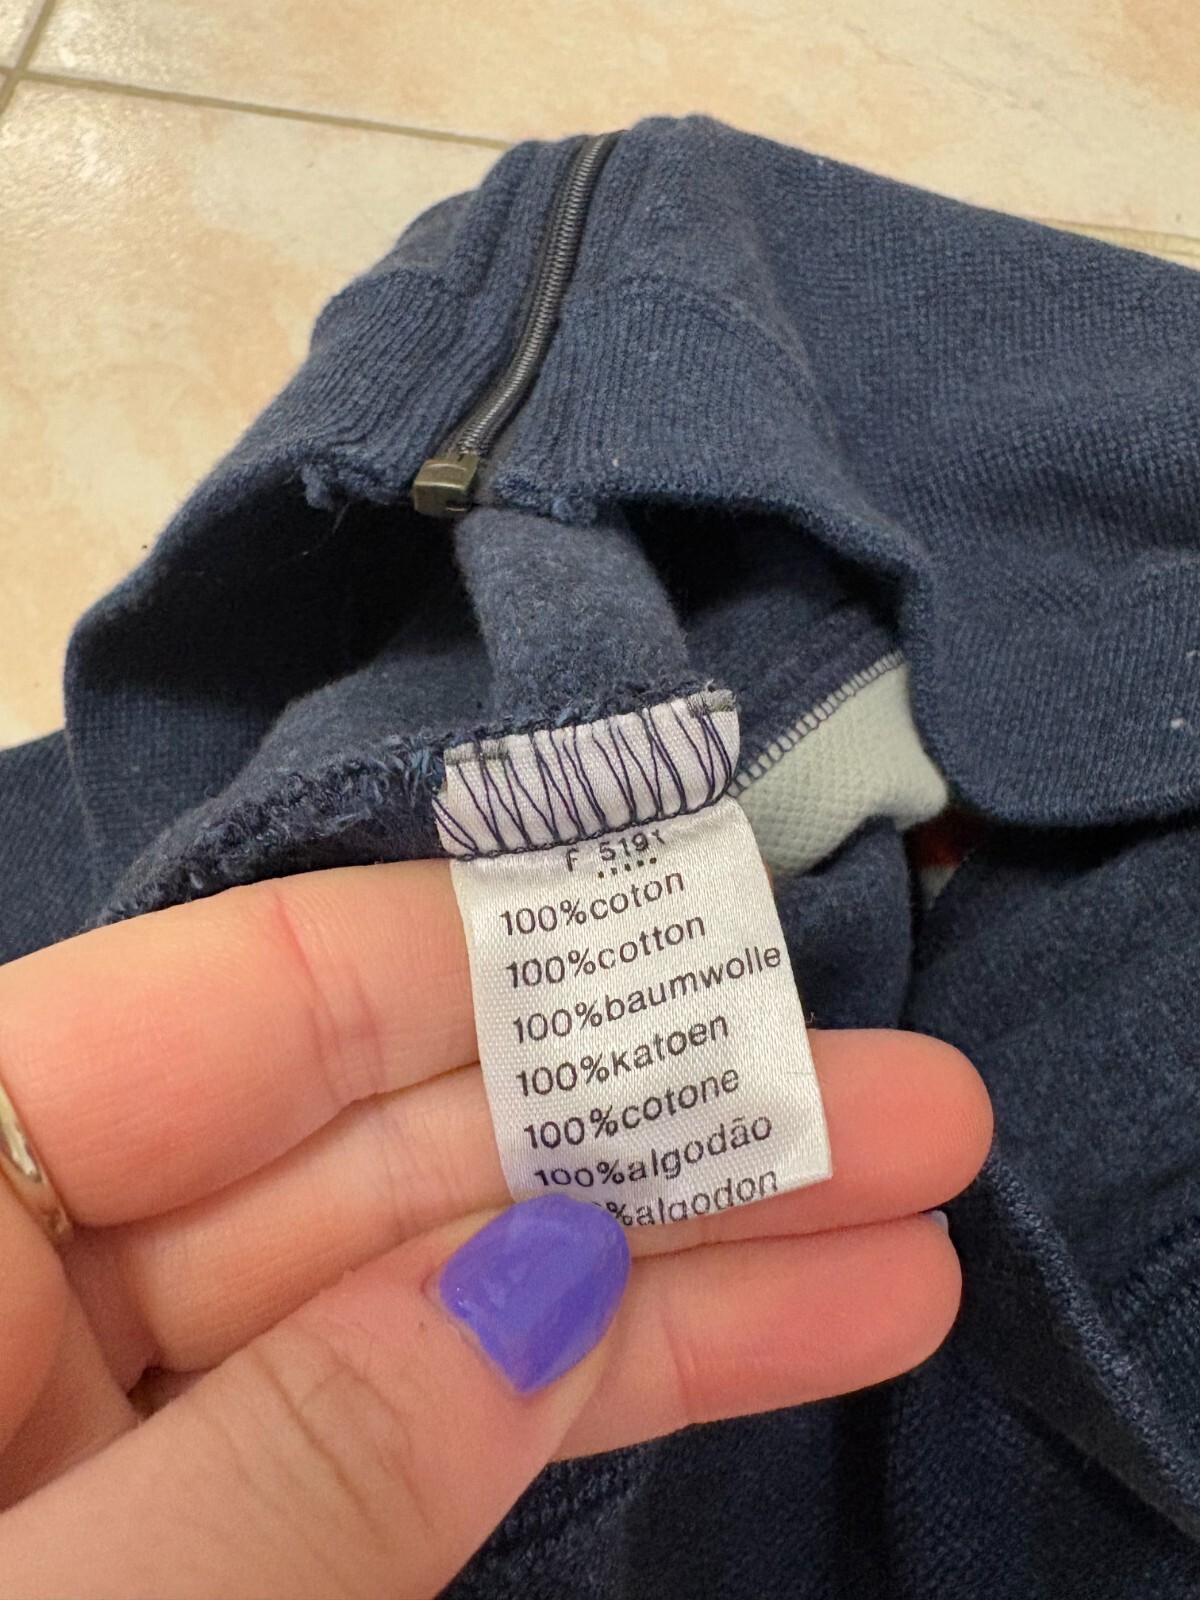 F 519
100%coton
100%cotton
100%baumwolle
100%katoen
100%cotone
100%algodão
%algodon